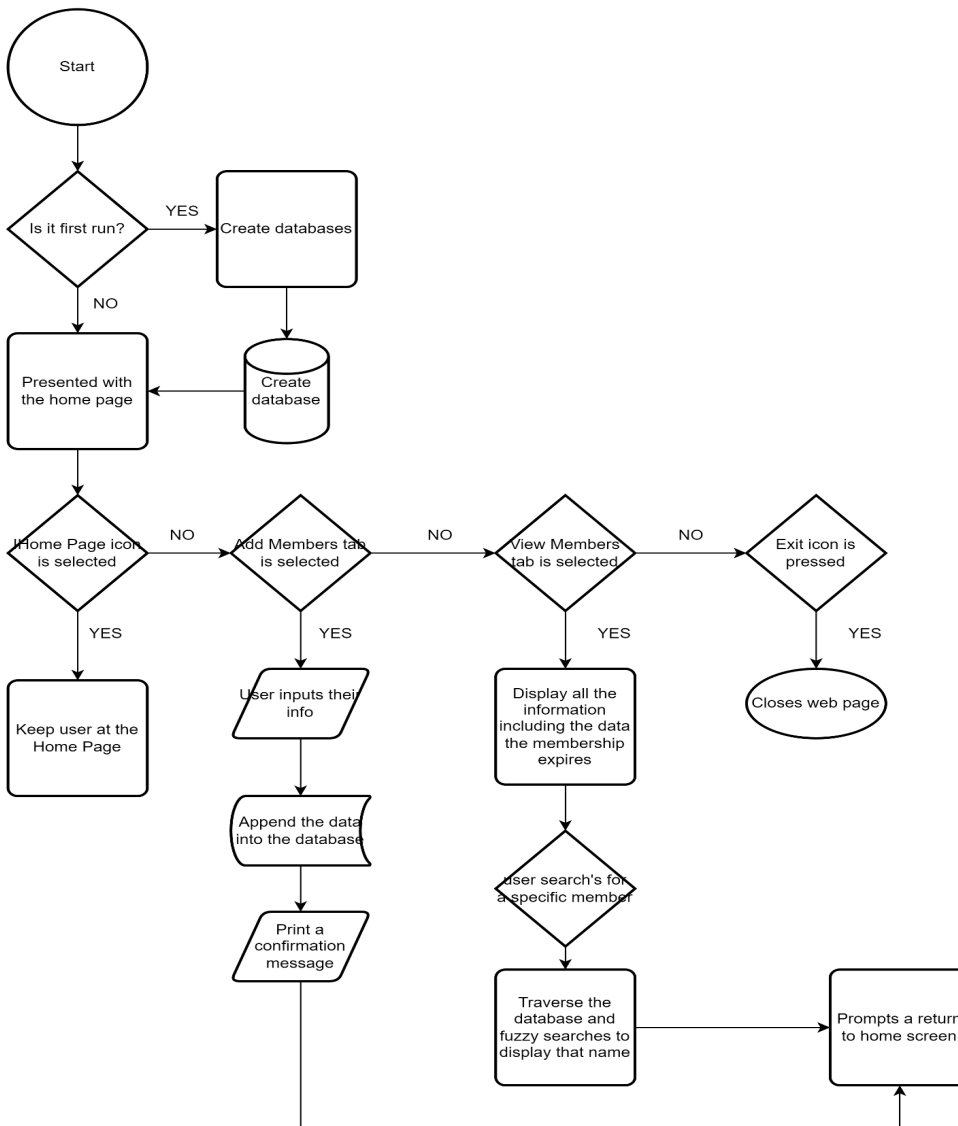 Start
Is it first run?
YES
Create databases
NO
Presented with
the home page
Create
database
IHome Page icon
is selected
NO
Add Members tab
is selected
NO
View Members
tab is selected
NO
Exit icon is
pressed
YES
YES
YES
YES
Keep user at the
Home Page
User inputs their
info
Display all the
information
including the data
the membership
expires
Closes web page
Append the data
into the database
user search's for
a specific member
Print a
confirmation
message
Traverse the
database and
fuzzy searches to
display that name
Prompts a return
to home screen